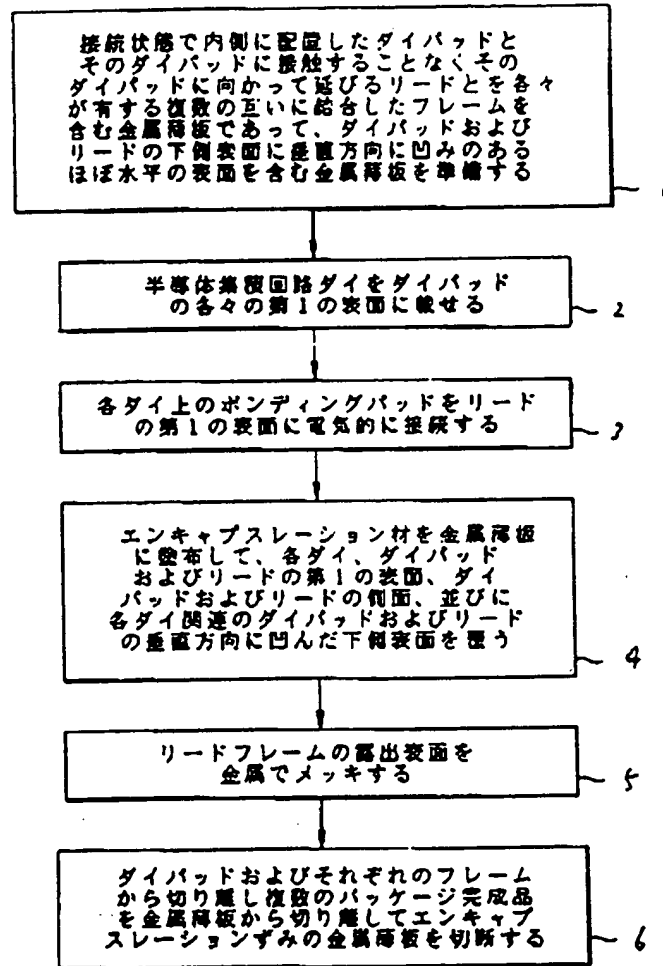 接続状態で内側に配置したダイパッドと
そのダイパッドに接触することなくその
ダイパッドに向かって延びるリードとを各々
が有する複数の互いに結合したフレームを
含む金属薄板であって、ダイパッドおよび
リードの下側表面に垂直方向に凹みのある
ほぼ水平の表面を含む金属薄板を準備する
半導体集積回路ダイをダイパッド
の各々の第1の表面に載せる
2
各ダイ上のボンディングパッドをリード
の第1の表面に電気的に接続する
3
エンキャプスレーション材を金属薄板
に塗布して、各ダイ、ダイパッド
およびリードの第1の表面、ダイ
パッドおよびリードの側面、並びに
各ダイ関連のダイパッドおよびリード
の垂直方向に凹んだ下側表面を覆う
4
リードフレームの露出表面を
金属でメッキする
5
ダイパッドおよびそれぞれのフレーム
から切り離し複数のパッケージ完成品
を金属薄板から切り離してエンキャプ
スレーションずみの金属薄板を切断する
6